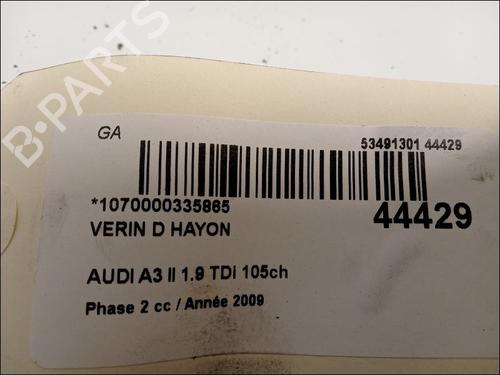 GA
53491301 44429
*1070000335865
44429
VERIN D HAYON
AUDI A3 II 1.9 TDI 105ch
Phase 2 cc / Année 2009
B-PARTS